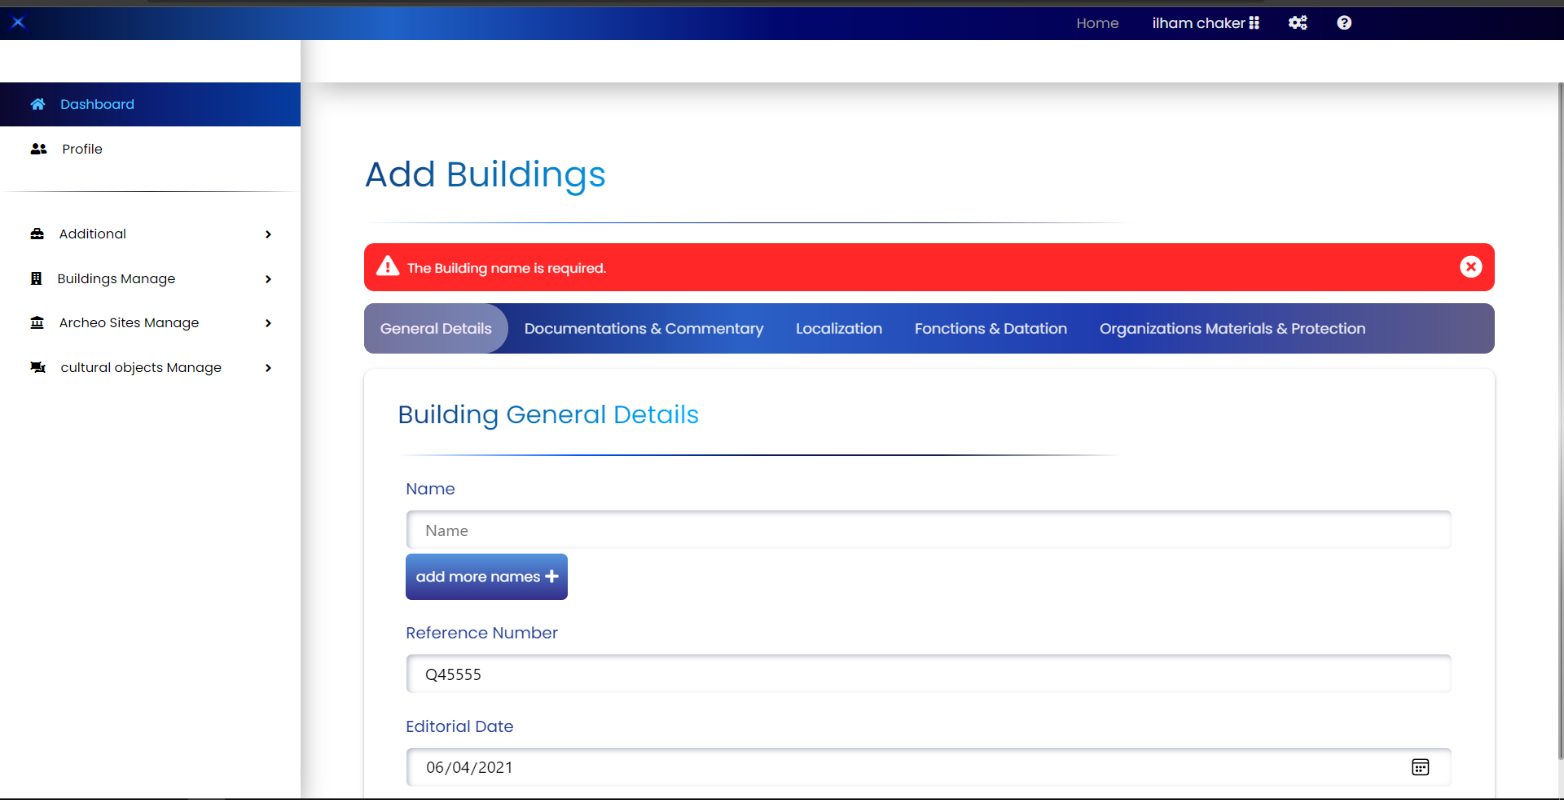 Home ilham chaker
Dashboard
Profile
Additional
Buildings Manage
Archeo Sites Manage
cultural objects Manage
Add Buildings
The Building name is required.
General Details Documentations & Commentary Localization Fonctions & Datation Organizations Materials & Protection
Building General Details
Name
Name
add more names
Reference Number
Q45555
Editorial Date
06/04/2021